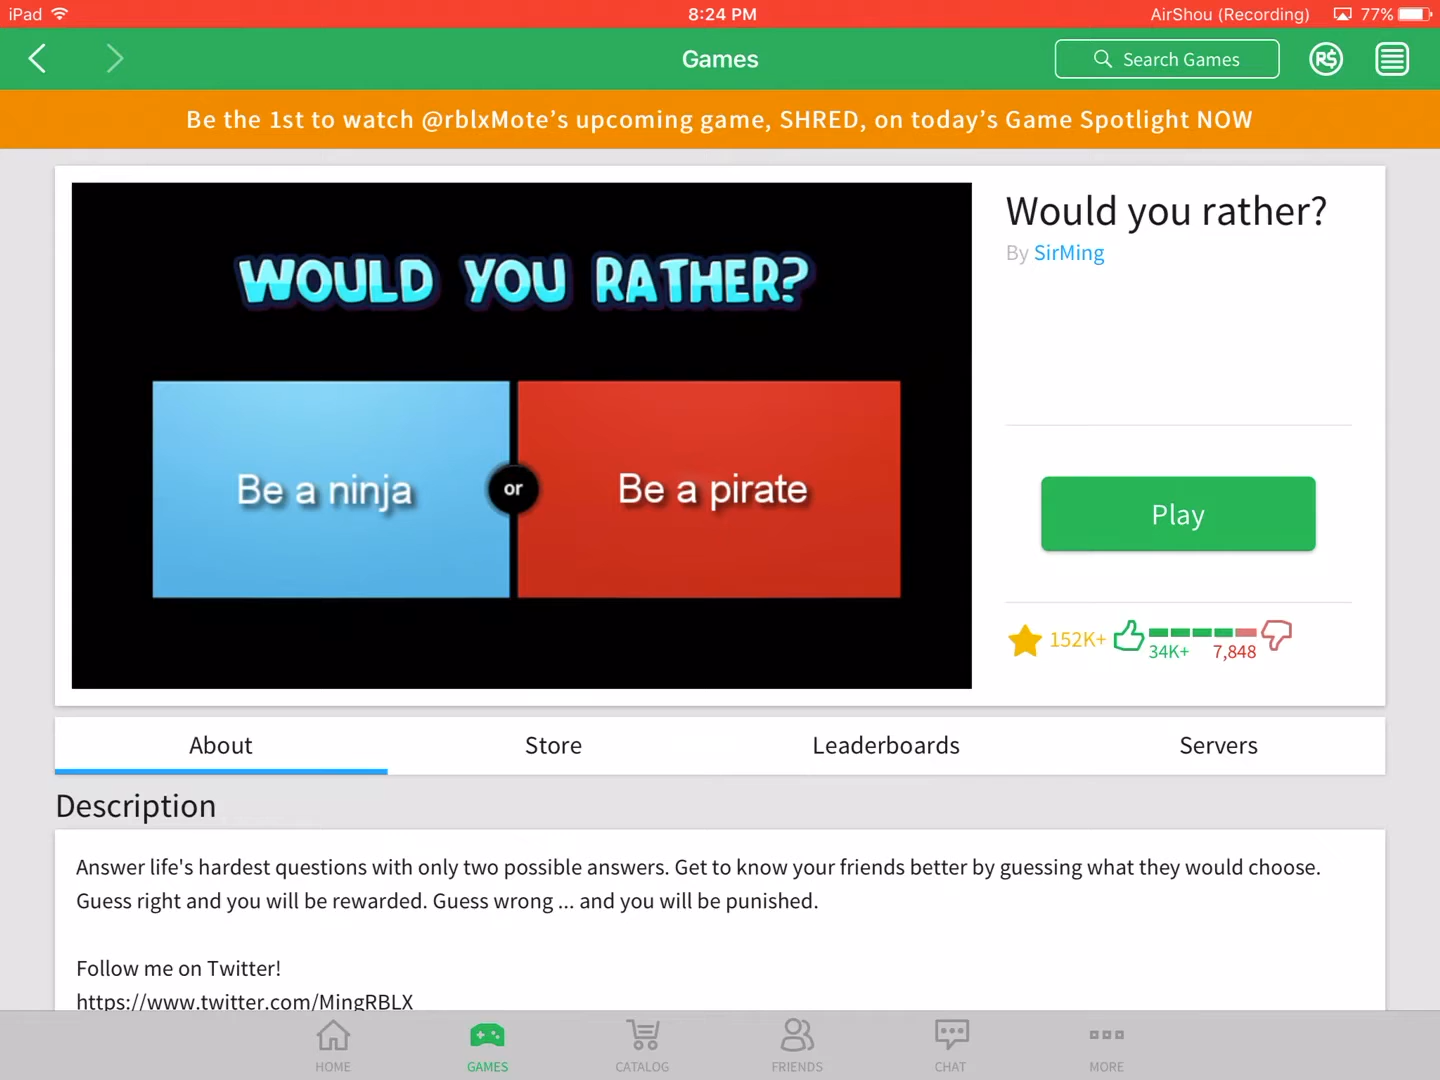 iPad
8:24 PM
AirShou (Recording)
77%
Games
Search Games
R$
Be the 1st to watch @rblxMote’s upcoming game, SHRED, on today’s Game Spotlight NOW
WOULD YOU RATHER?
Be a ninja
or
Be a pirate
Would you rather?
By SirMing
Play
152K+
34K+
7,848
About
Store
Leaderboards
Servers
Description
Answer life's hardest questions with only two possible answers. Get to know your friends better by guessing what they would choose.
Guess right and you will be rewarded. Guess wrong ... and you will be punished.
Follow me on Twitter!
https://www.twitter.com/MingRBLX
HOME
GAMES
CATALOG
FRIENDS
CHAT
MORE